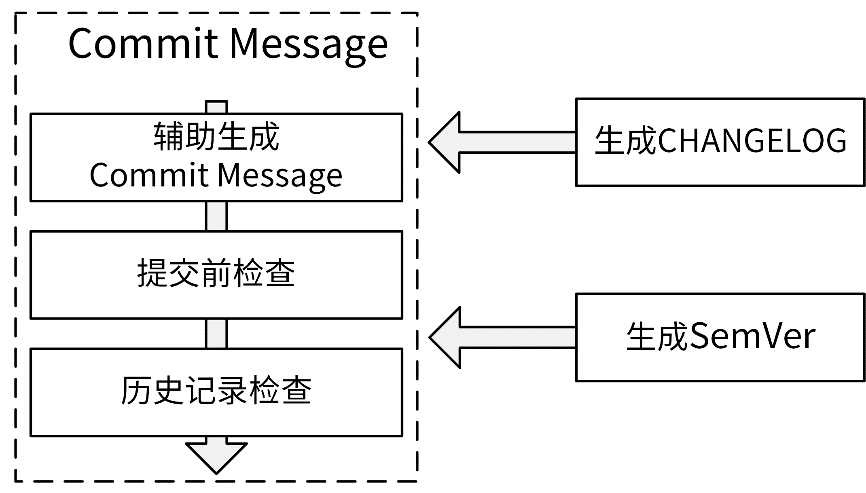 Commit Message
辅助生成
Commit Message
提交前检查
历史记录检查
生成CHANGELOG
生成SemVer